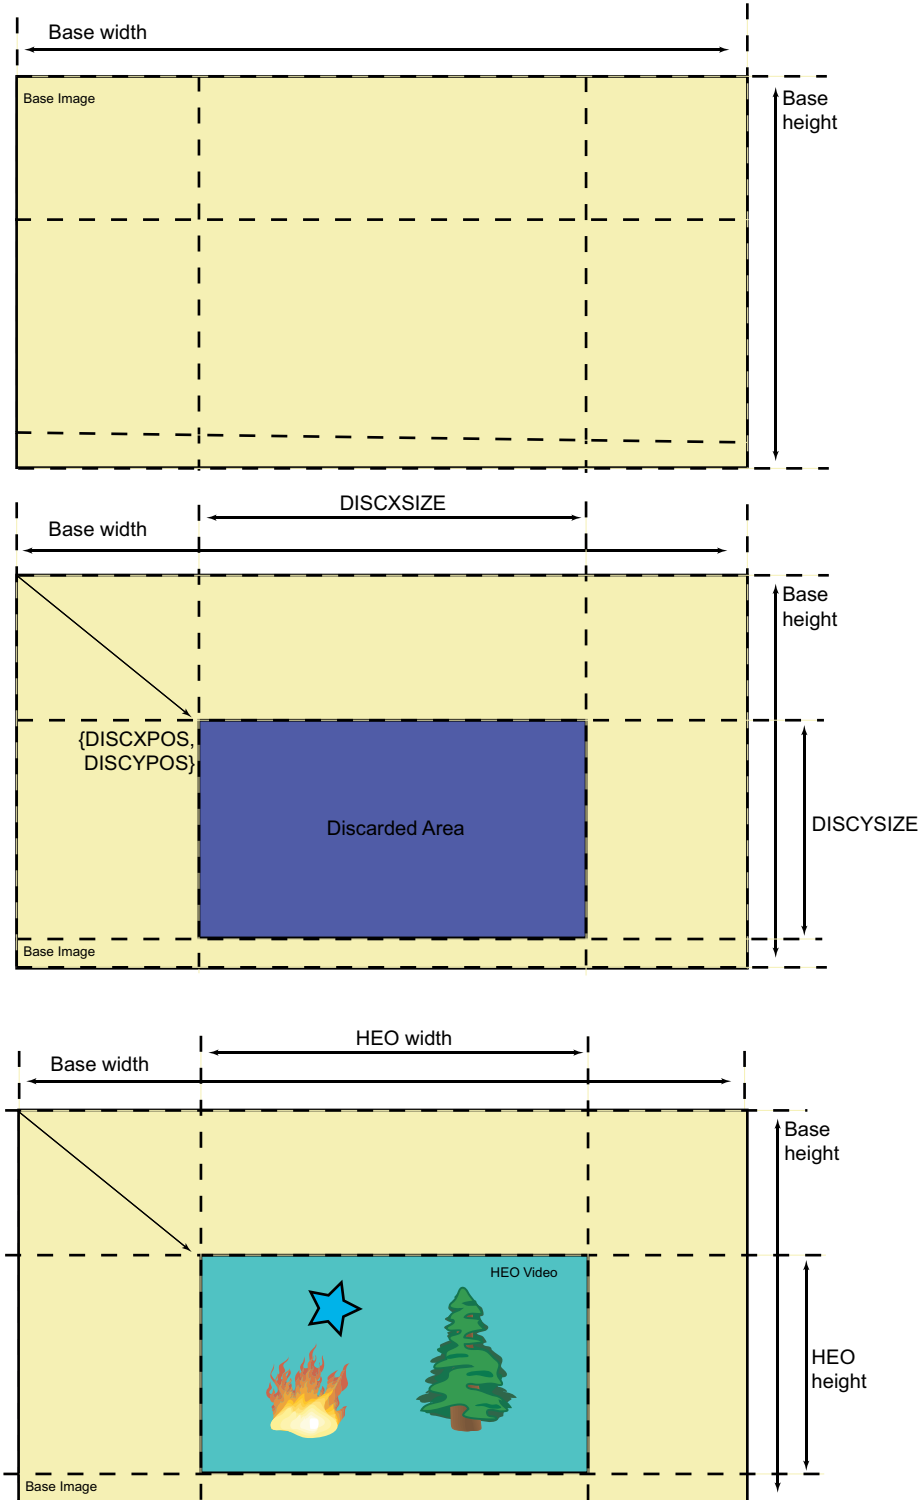 Base width
Base Image
Base
height
DISCXSIZE
Base width
Base
height
{DISCXPOS,
DISCYPOS}
Discarded Area
DISCYSIZE
Base Image
HEO width
Base width
Base
height
HEO Video
HEO
height
Base Image